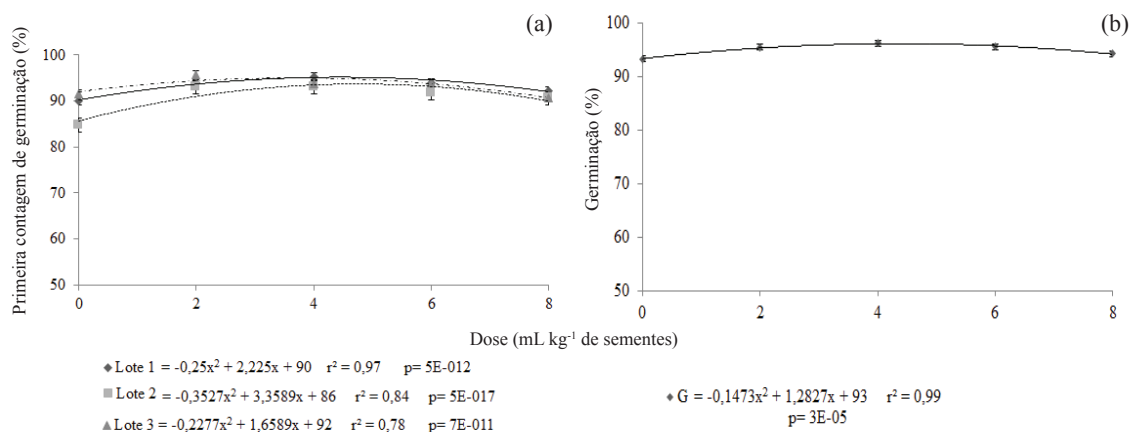 (a)
Primeira contagem de germinação (%)
100
90
80
70
60
50
0 2 4 6 8
(b)
Germinação (%)
100
90
80
70
60
50
0 2 4 6 8
Dose (mL kg⁻¹ de sementes)
Lote 1 = -0,25x² + 2,225x + 90 r² = 0,97 p= 5E-012
Lote 2 = -0,3527x² + 3,3589x + 86 r² = 0,84 p= 5E-017
Lote 3 = -0,2277x² + 1,6589x + 92 r² = 0,78 p= 7E-011
G = -0,1473x² + 1,2827x + 93 r² = 0,99
p= 3E-05